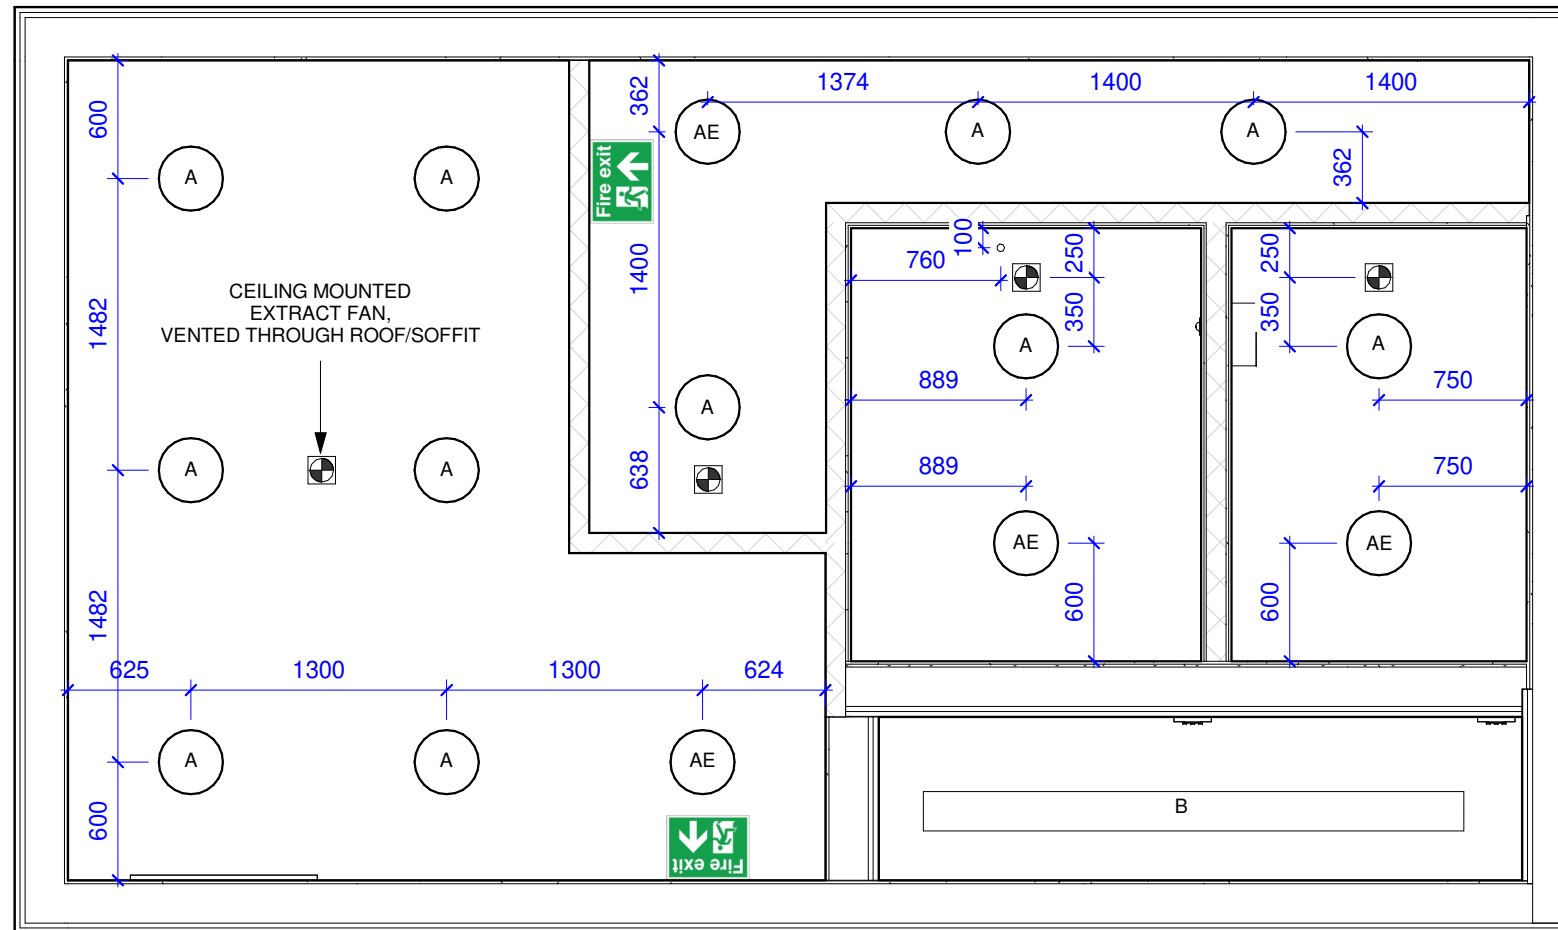 1374
1400
1400
600
362
AE
A
A
Fire exit
362
A
A
100
250
250
760
1400
CEILING MOUNTED
EXTRACT FAN,
VENTED THROUGH ROOF/SOFFIT
1482
350
350
A
A
889
750
A
A
A
638
889
750
AE
AE
1482
600
600
625
1300
1300
624
A
A
AE
600
B
Fire exit